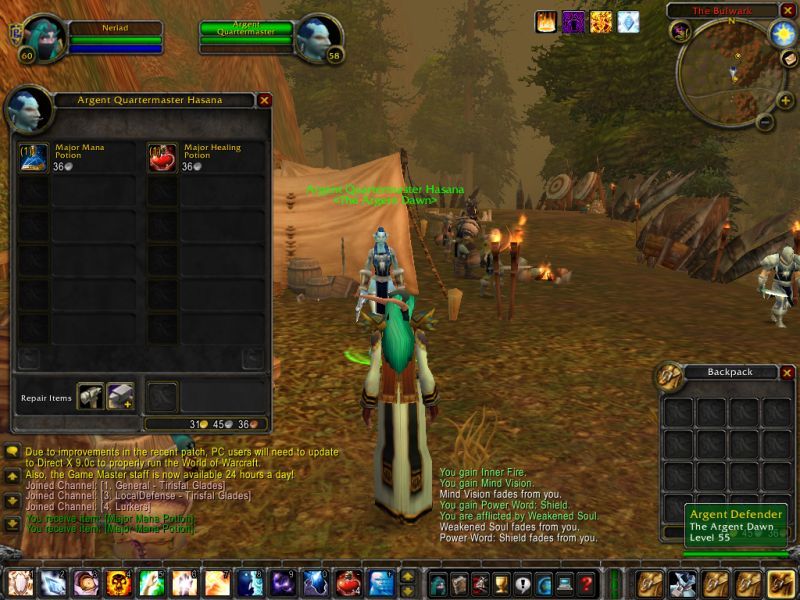 Neriad
60
Argent
Quartermaster
58
The Bulwark
N
Argent Quartermaster Hasana
Major Mana
Potion
36
Major Healing
Potion
36
Argent Quartermaster Hasana
<The Argent Dawn>
Repair Items
31 45 36
Backpack
Due to improvements in the recent patch, PC users will need to update
to Direct X 9.0c to properly run the World of Warcraft.
Also, the Game Master staff is now available 24 hours a day!
Joined Channel: [1. General - Tirisfal Glades]
Joined Channel: [3. LocalDefense - Tirisfal Glades]
Joined Channel: [4. Lurkers]
You receive item: [Major Mana Potion]
You receive item: [Major Mana Potion]
You gain Inner Fire.
You gain Mind Vision.
Mind Vision fades from you.
You gain Power Word: Shield.
You are afflicted by Weakened Soul.
Weakened Soul fades from you.
Power Word: Shield fades from you.
Argent Defender
The Argent Dawn
Level 55